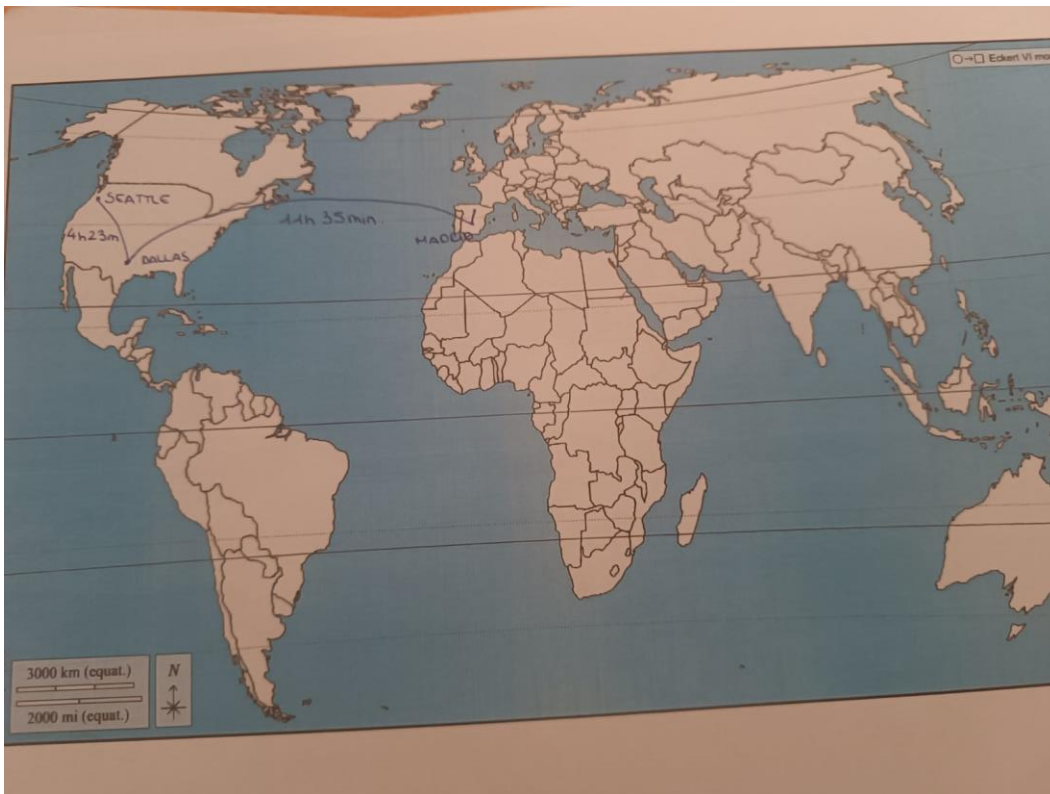 Eckert VI
SEATTLE
11h 35min
4h23m
MADRID
DALLAS
3000 km (equat.)
2000 mi (equat.)
N